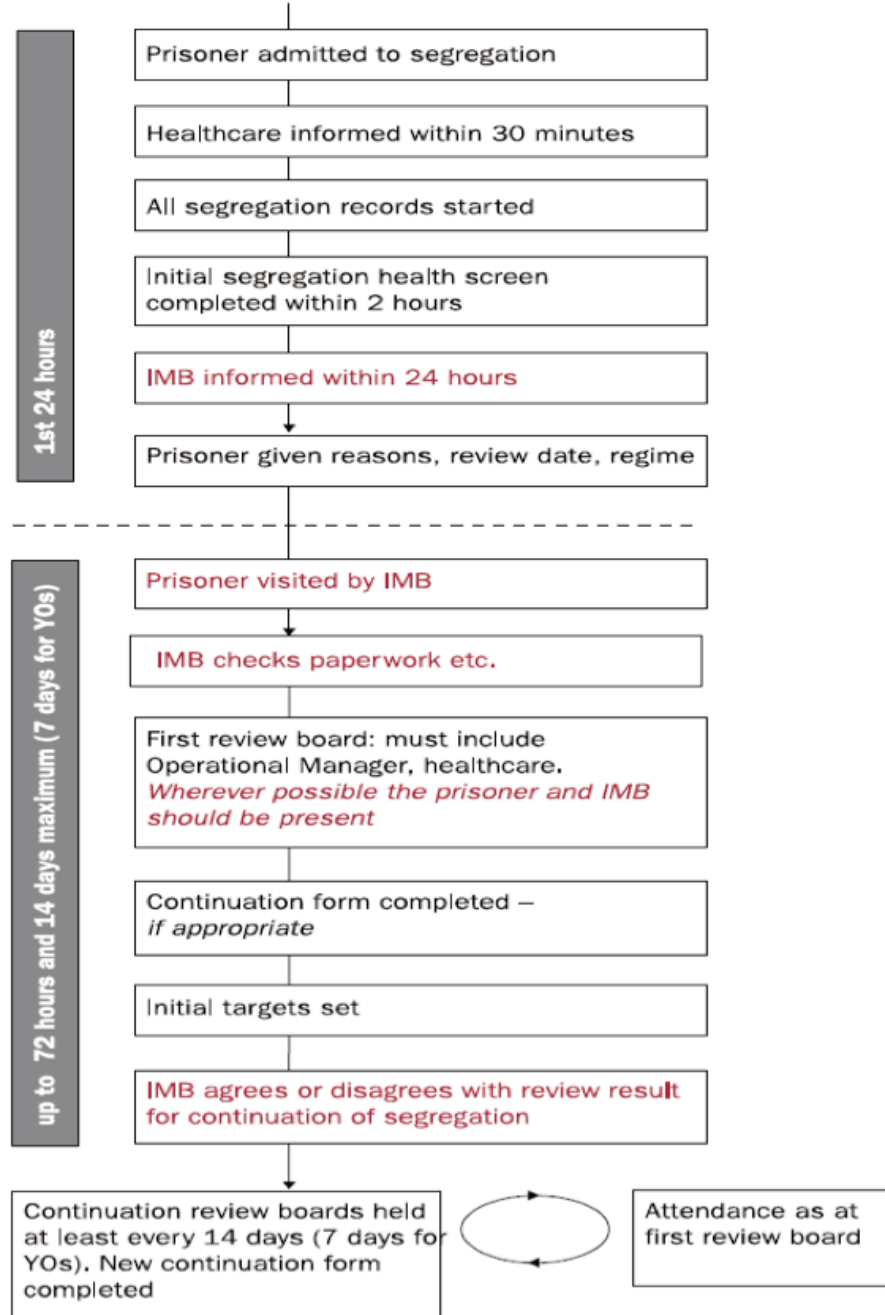 1st 24 hours
Prisoner admitted to segregation
Healthcare informed within 30 minutes
All segregation records started
Initial segregation health screen
completed within 2 hours
IMB informed within 24 hours
Prisoner given reasons, review date, regime
up to 72 hours and 14 days maximum (7 days for YOs)
Prisoner visited by IMB
IMB checks paperwork etc.
First review board: must include
Operational Manager, healthcare.
Wherever possible the prisoner and IMB
should be present
Continuation form completed –
if appropriate
Initial targets set
IMB agrees or disagrees with review result
for continuation of segregation
Continuation review boards held
at least every 14 days (7 days for
YOs). New continuation form
completed
Attendance as at
first review board